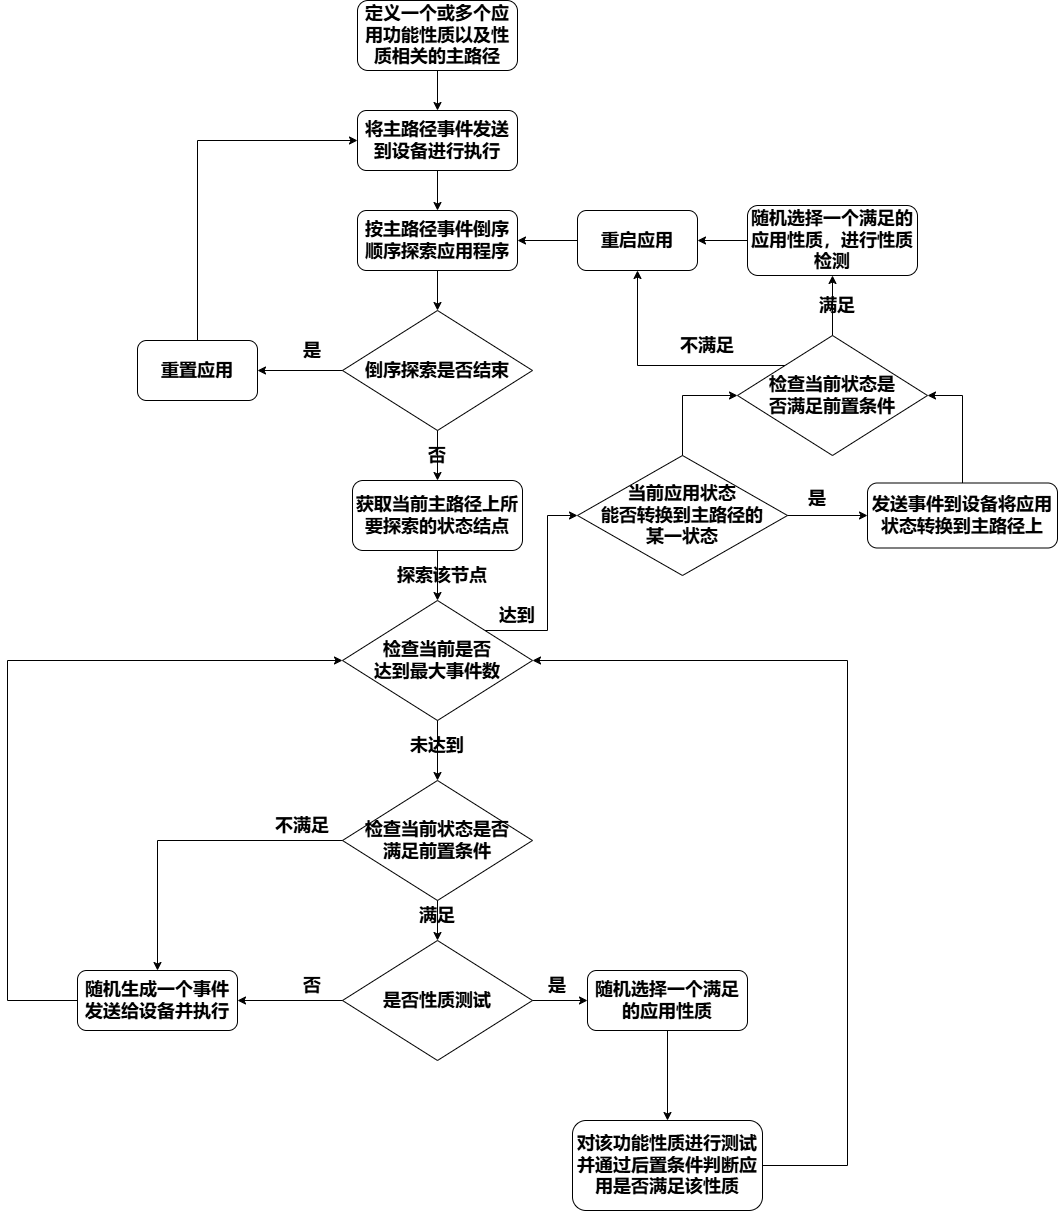 定义一个或多个应
用功能性质以及性
质相关的主路径
将主路径事件发送
到设备进行执行
按主路径事件倒序
顺序探索应用程序
重启应用
随机选择一个满足的
应用性质，进行性质
检测
满足
不满足
是
重置应用
倒序探索是否结束
检查当前状态是
否满足前置条件
否
获取当前主路径上所
要探索的状态结点
当前应用状态
能否转换到主路径的
某一状态
是
发送事件到设备将应用
状态转换到主路径上
探索该节点
达到
检查当前是否
达到最大事件数
未达到
不满足
检查当前状态是否
满足前置条件
满足
随机生成一个事件
发送给设备并执行
否
是否性质测试
是
随机选择一个满足
的应用性质
对该功能性质进行测试
并通过后置条件判断应
用是否满足该性质